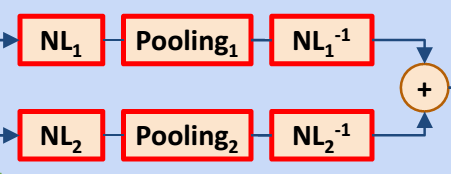 NL₁ Pooling₁ NL₁⁻¹
+
NL₂ Pooling₂ NL₂⁻¹